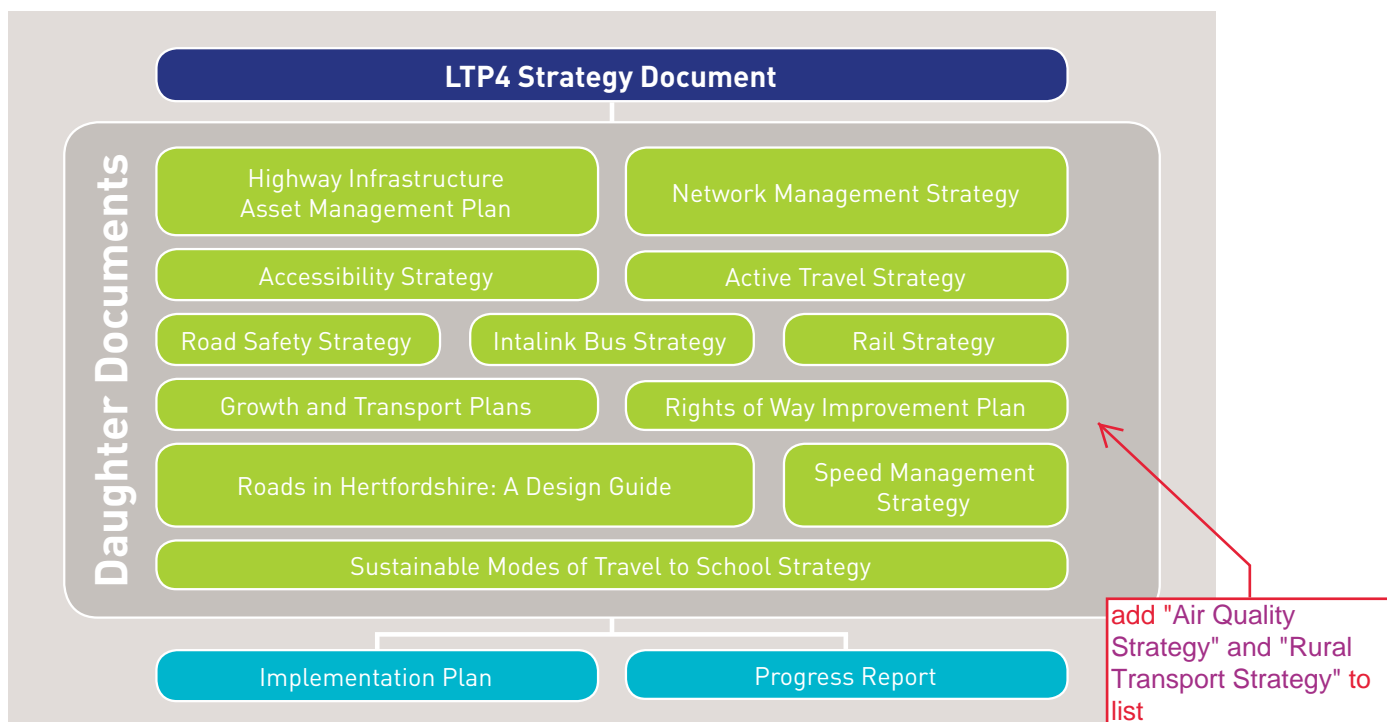 LTP4 Strategy Document
Daughter Documents
Highway Infrastructure
Asset Management Plan
Network Management Strategy
Accessibility Strategy
Active Travel Strategy
Road Safety Strategy
Intalink Bus Strategy
Rail Strategy
Growth and Transport Plans
Rights of Way Improvement Plan
Roads in Hertfordshire: A Design Guide
Speed Management
Strategy
Sustainable Modes of Travel to School Strategy
Implementation Plan
Progress Report
add "Air Quality
Strategy" and "Rural
Transport Strategy" to
list